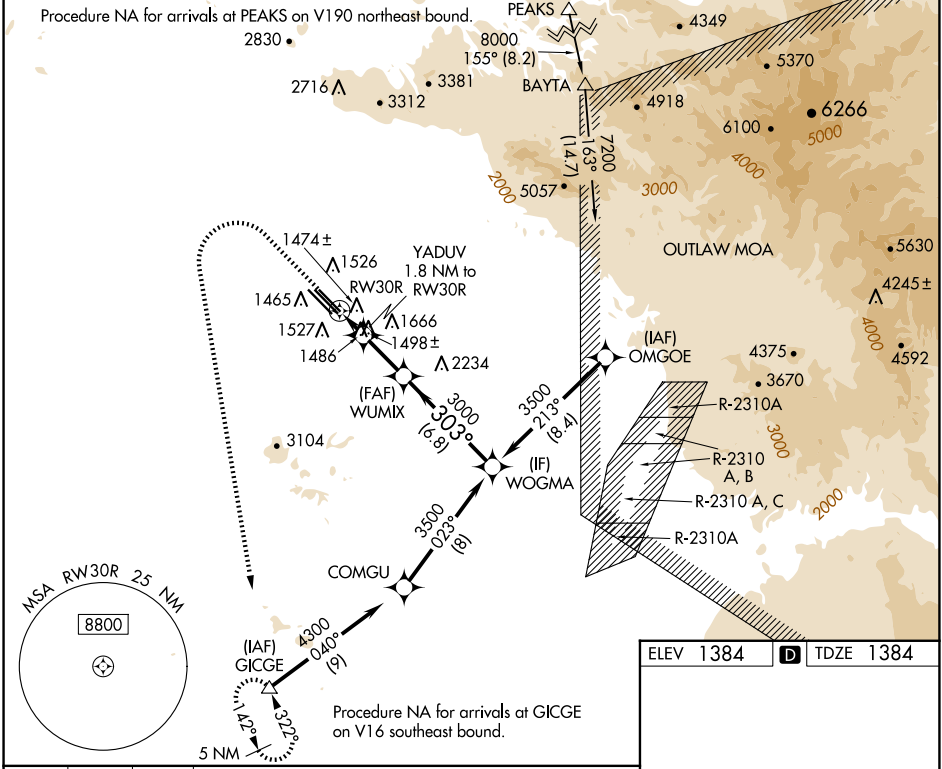 Procedure NA for arrivals at PEAKS on V190 northeast bound.
PEAKS
4349
2830
8000
155° (8.2)
5370
2716
3381
BAYTA
3312
4918
6266
6100
5000
7200
163°
(14.7)
4000
2000
5057
3000
1474 ±
1526
YADUV
1.8 NM to
RW30R
OUTLAW MOA
5630
RW30R
1465
4245 ±
1527
1666
1486
1498 ±
4000
(IAF)
OMGOE
4375
4592
2234
3670
(FAF)
WUMIX
3000
303°
(6.8)
3500
213°
(8.4)
R-2310A
3104
3000
R-2310
A, B
(IF)
WOGMA
R-2310 A, C
2000
3500
023°
(8)
R-2310A
COMGU
MSA RW30R 25 NM
8800
4300
040°
(9)
(IAF)
GICGE
ELEV 1384
D
TDZE 1384
142°
322°
Procedure NA for arrivals at GICGE
on V16 southeast bound.
5 NM